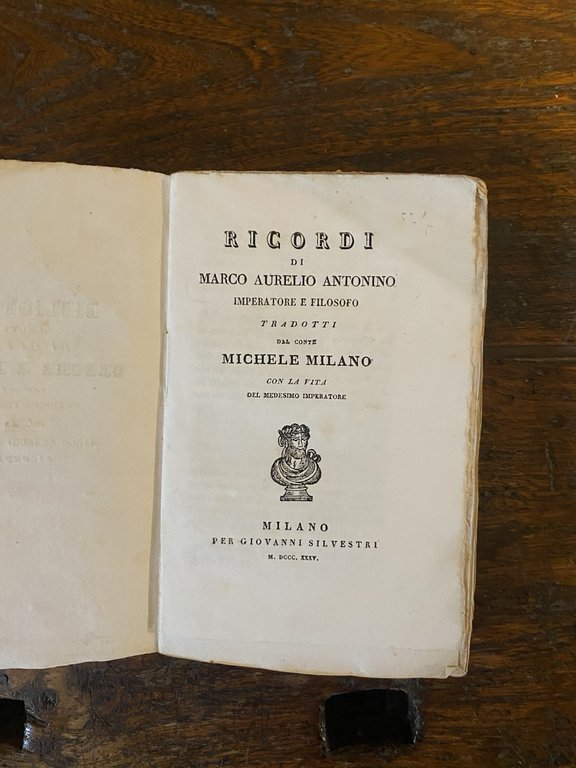 RICORDI
DI
MARCO AURELIO ANTONINO
IMPERATORE E FILOSOFO
TRADOTTI
DAL CONTE
MICHELE MILANO
CON LA VITA
DEL MEDESIMO IMPERATORE
MILANO
PER GIOVANNI SILVESTRI
M. DCCC. XXXV.